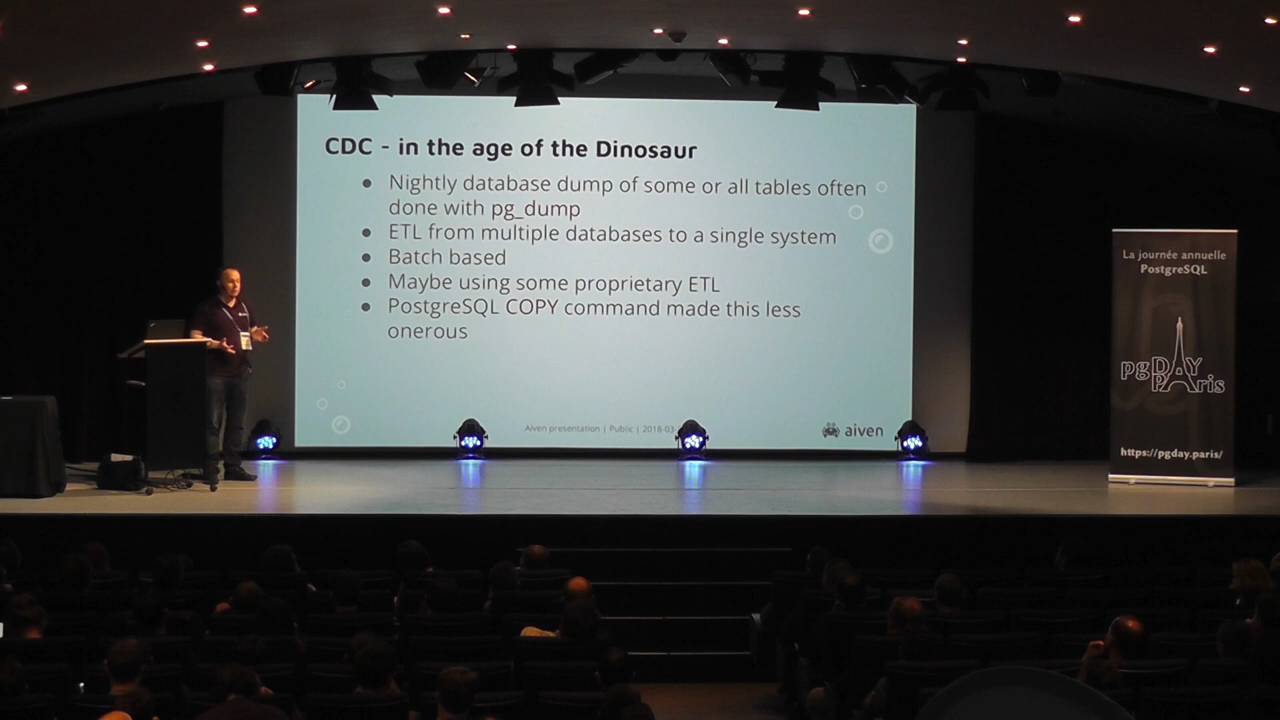 CDC - in the age of the Dinosaur
● Nightly database dump of some or all tables often
done with pg_dump
● ETL from multiple databases to a single system
● Batch based
● Maybe using some proprietary ETL
● PostgreSQL COPY command made this less
onerous
Aiven presentation | Public | 2018-03
aiven
La journée annuelle
PostgreSQL
pgDAY
Paris
https://pgday.paris/